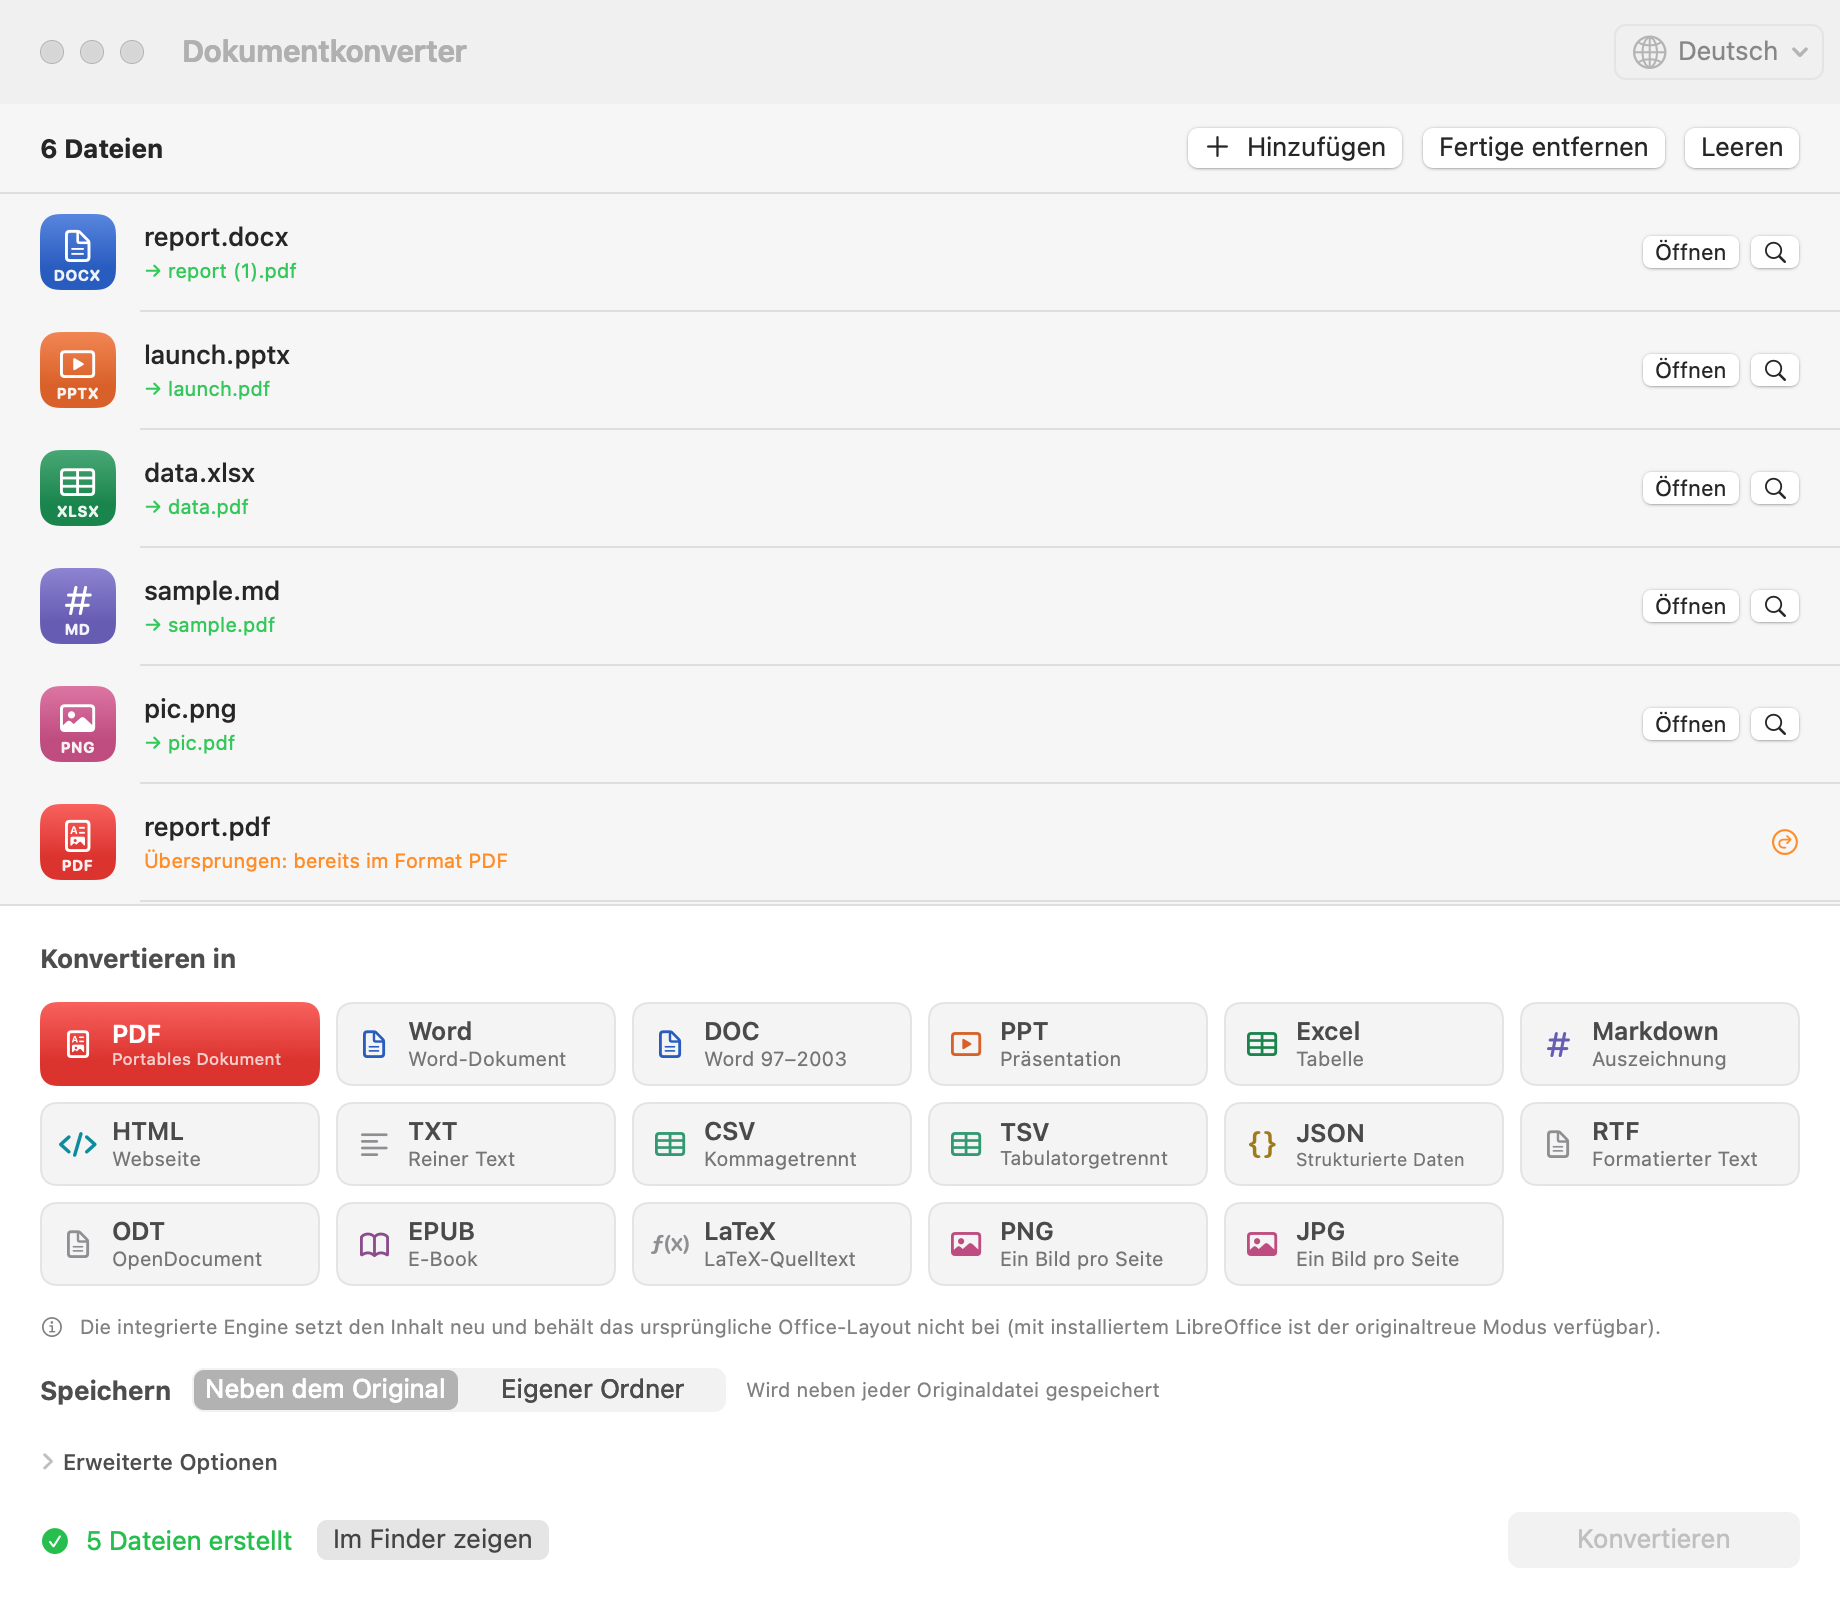 Dokumentkonverter
Deutsch
6 Dateien
Hinzufügen
Fertige entfernen
Leeren
DOCX
report.docx
→ report (1).pdf
Öffnen
PPTX
launch.pptx
→ launch.pdf
Öffnen
XLSX
data.xlsx
→ data.pdf
Öffnen
MD
sample.md
→ sample.pdf
Öffnen
PNG
pic.png
→ pic.pdf
Öffnen
PDF
report.pdf
Übersprungen: bereits im Format PDF
Konvertieren in
PDF
Portables Dokument
Word
Word-Dokument
DOC
Word 97–2003
PPT
Präsentation
Excel
Tabelle
Markdown
Auszeichnung
HTML
Webseite
TXT
Reiner Text
CSV
Kommagetrennt
TSV
Tabulatorgetrennt
JSON
Strukturierte Daten
RTF
Formatierter Text
ODT
OpenDocument
EPUB
E-Book
f(x)
LaTeX
LaTeX-Quelltext
PNG
Ein Bild pro Seite
JPG
Ein Bild pro Seite
Die integrierte Engine setzt den Inhalt neu und behält das ursprüngliche Office-Layout nicht bei (mit installiertem LibreOffice ist der originaltreue Modus verfügbar).
Speichern
Neben dem Original
Eigener Ordner
Wird neben jeder Originaldatei gespeichert
Erweiterte Optionen
5 Dateien erstellt
Im Finder zeigen
Konvertieren